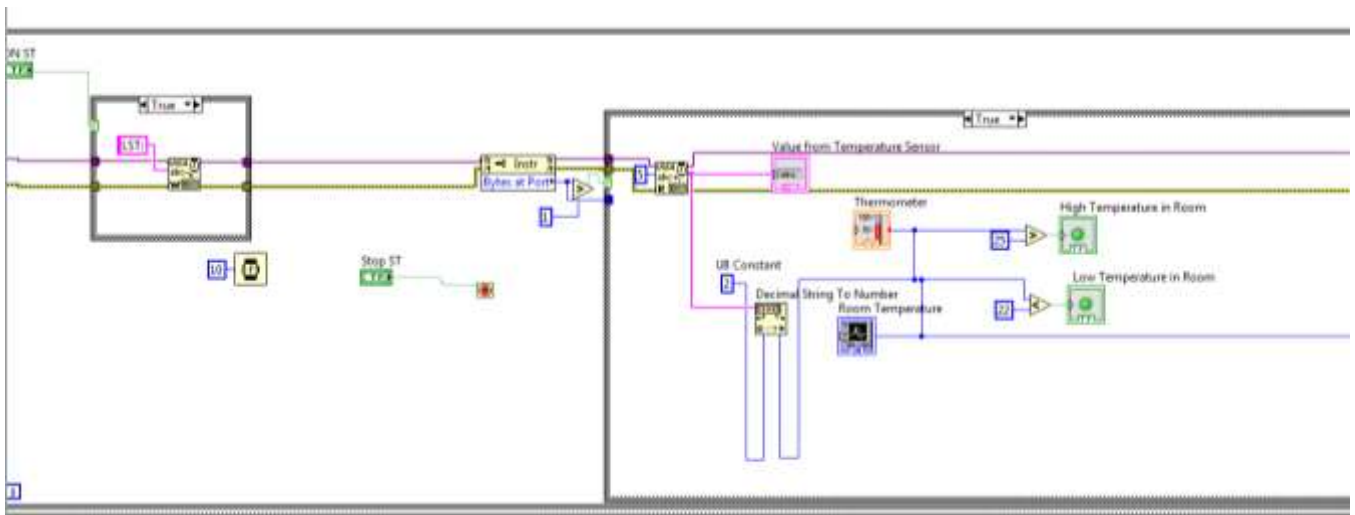 ON ST
True
LST:
Instr
Bytes at Port
1
10
Stop ST
True
Value from Temperature Sensor
5
Thermometer
High Temperature in Room
25
U8 Constant
2
Decimal String To Number
Room Temperature
Low Temperature in Room
22